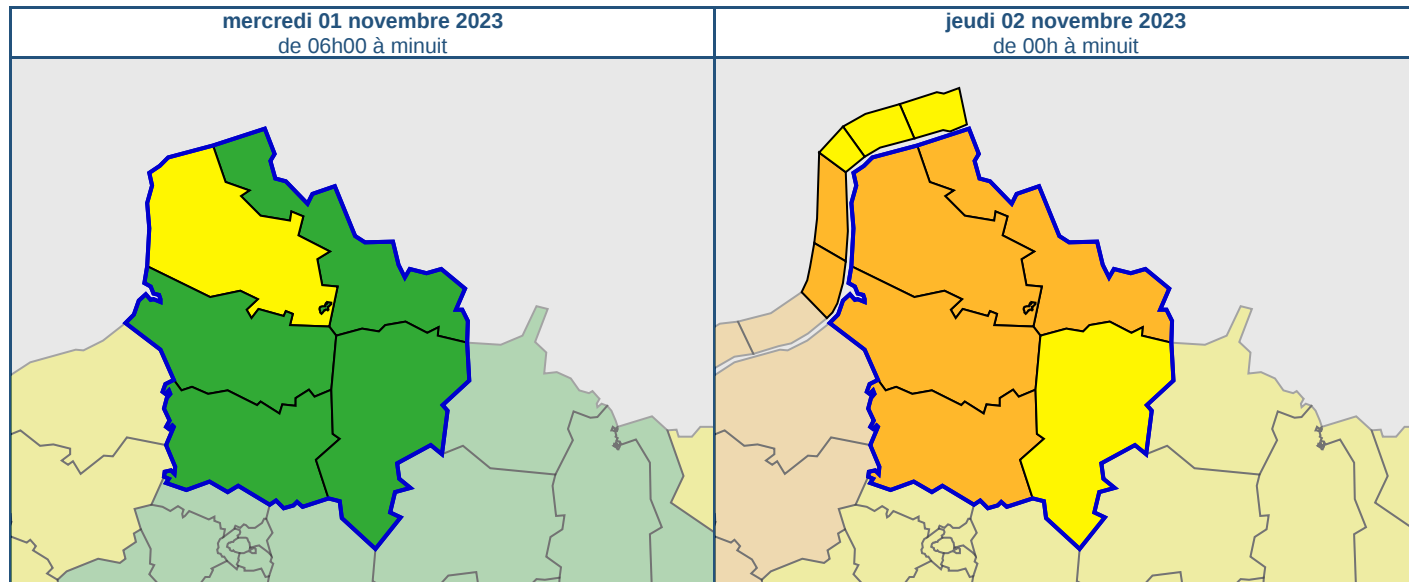 mercredi 01 novembre 2023
de 06h00 à minuit
jeudi 02 novembre 2023
de 00h à minuit